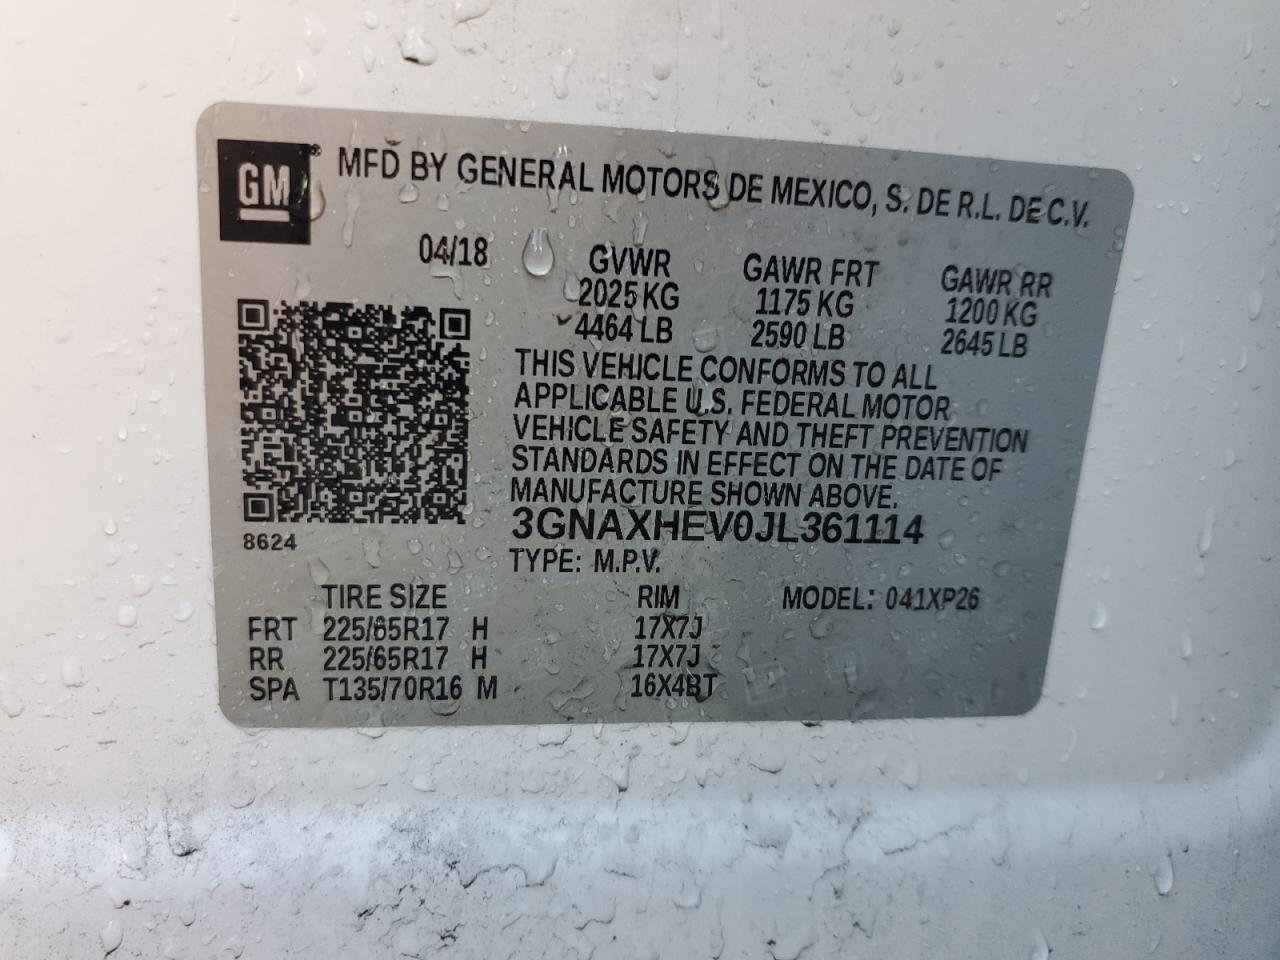 GM® MFD BY GENERAL MOTORS DE MEXICO, S. DE R.L. DE C.V.
04/18 GVWR GAWR FRT GAWR RR
2025 KG 1175 KG 1200 KG
4464 LB 2590 LB 2645 LB
THIS VEHICLE CONFORMS TO ALL
APPLICABLE U.S. FEDERAL MOTOR
VEHICLE SAFETY AND THEFT PREVENTION
STANDARDS IN EFFECT ON THE DATE OF
MANUFACTURE SHOWN ABOVE.
3GNAXHEV0JL361114
8624
TYPE: M.P.V.
TIRE SIZE RIM MODEL: 041XP26
FRT 225/65R17 H 17X7J
RR 225/65R17 H 17X7J
SPA T135/70R16 M 16X4BT